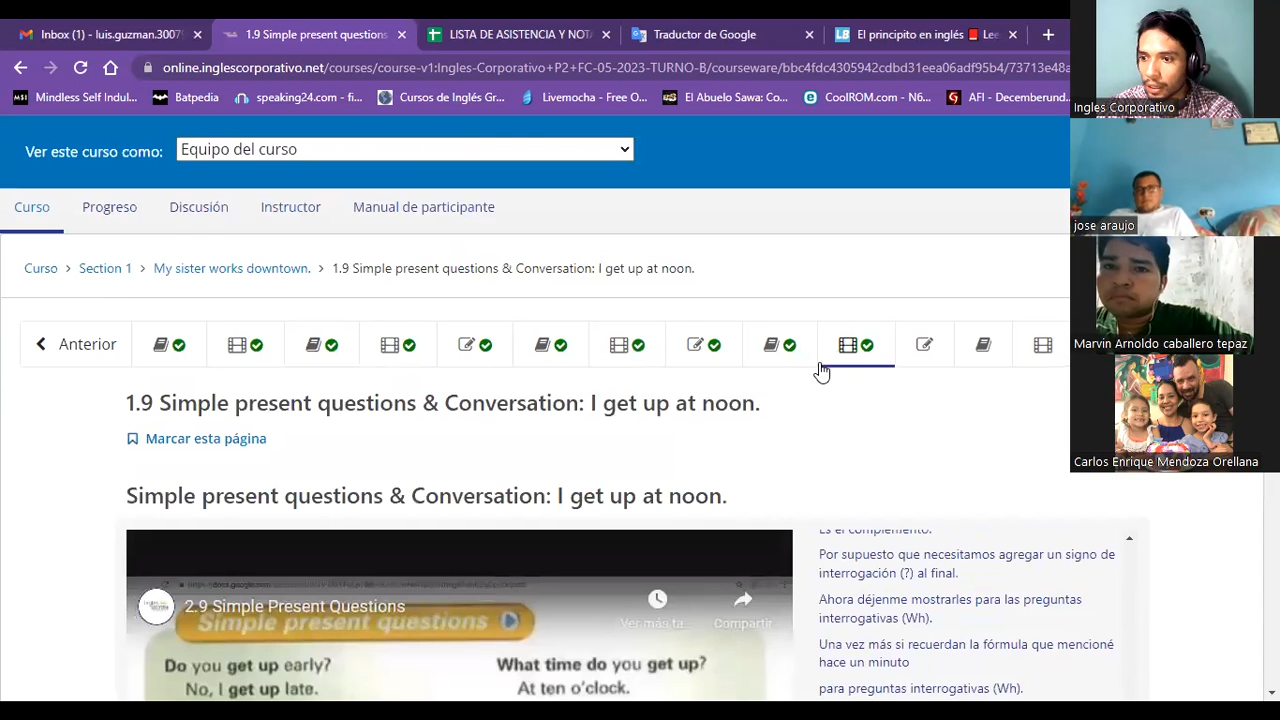 Inbox (1) - luis.guzman.3007
1.9 Simple present questions
LISTA DE ASISTENCIA Y NOTA
Traductor de Google
El principito en inglés
Lee
online.inglescorporativo.net/courses/course-v1:Ingles-Corporativo+P2+FC-05-2023-TURNO-B/courseware/bbc4fdc4305942cdbd31eea06adf95b4/73713e48a
Mindless Self Indul...
Batpedia
speaking24.com - fi...
Cursos de Inglés Gr...
Livemocha - Free O...
El Abuelo Sawa: Co...
CoolROM.com - N6...
AFI - Decemberund
Ver este curso como:
Equipo del curso
Curso
Progreso
Discusión
Instructor
Manual de participante
Curso > Section 1 > My sister works downtown. > 1.9 Simple present questions & Conversation: I get up at noon.
Anterior
1.9 Simple present questions & Conversation: I get up at noon.
Marcar esta página
Simple present questions & Conversation: I get up at noon.
2.9 Simple Present Questions
Ver más ta...
Compartir
Simple present questions
Do you get up early?
No, I get up late.
What time do you get up?
At ten o'clock.
Es el complemento.
Por supuesto que necesitamos agregar un signo de
interrogación (?) al final.
Ahora déjenme mostrarles para las preguntas
interrogativas (Wh).
Una vez más si recuerdan la fórmula que mencioné
hace un minuto
para preguntas interrogativas (Wh).
Ingles Corporativo
jose araujo
Marvin Arnoldo caballero tepaz
Carlos Enrique Mendoza Orellana